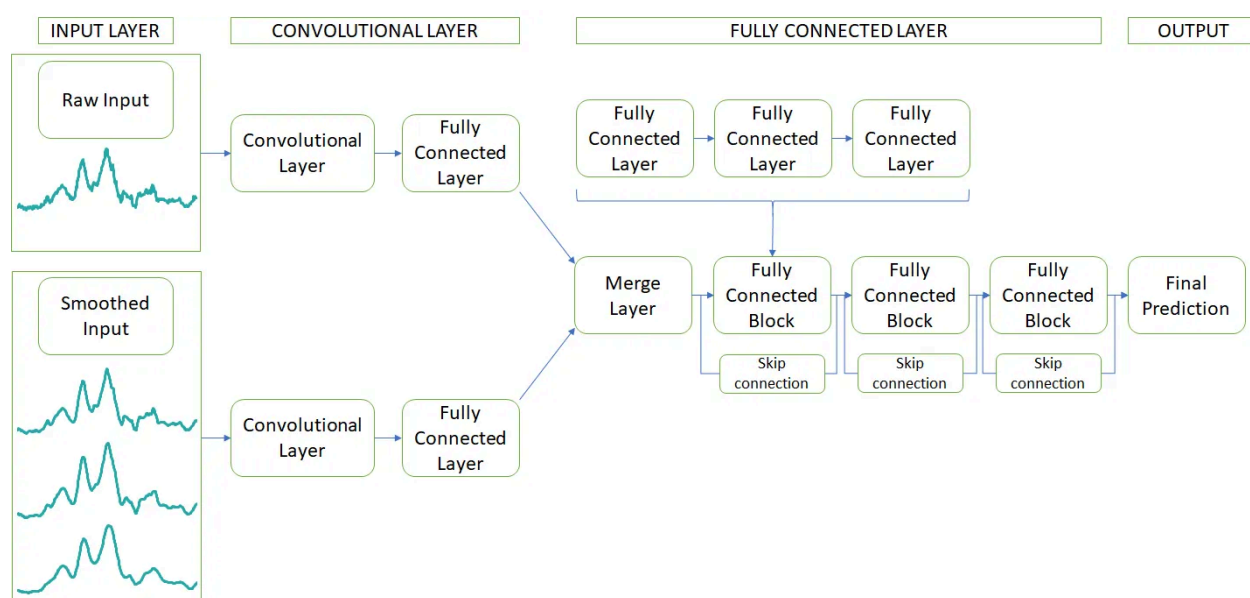 INPUT LAYER
CONVOLUTIONAL LAYER
FULLY CONNECTED LAYER
OUTPUT
Raw Input
Convolutional
Layer
Fully
Connected
Layer
Fully
Connected
Layer
Fully
Connected
Layer
Fully
Connected
Layer
Smoothed
Input
Convolutional
Layer
Fully
Connected
Layer
Merge
Layer
Fully
Connected
Block
Fully
Connected
Block
Fully
Connected
Block
Final
Prediction
Skip
connection
Skip
connection
Skip
connection